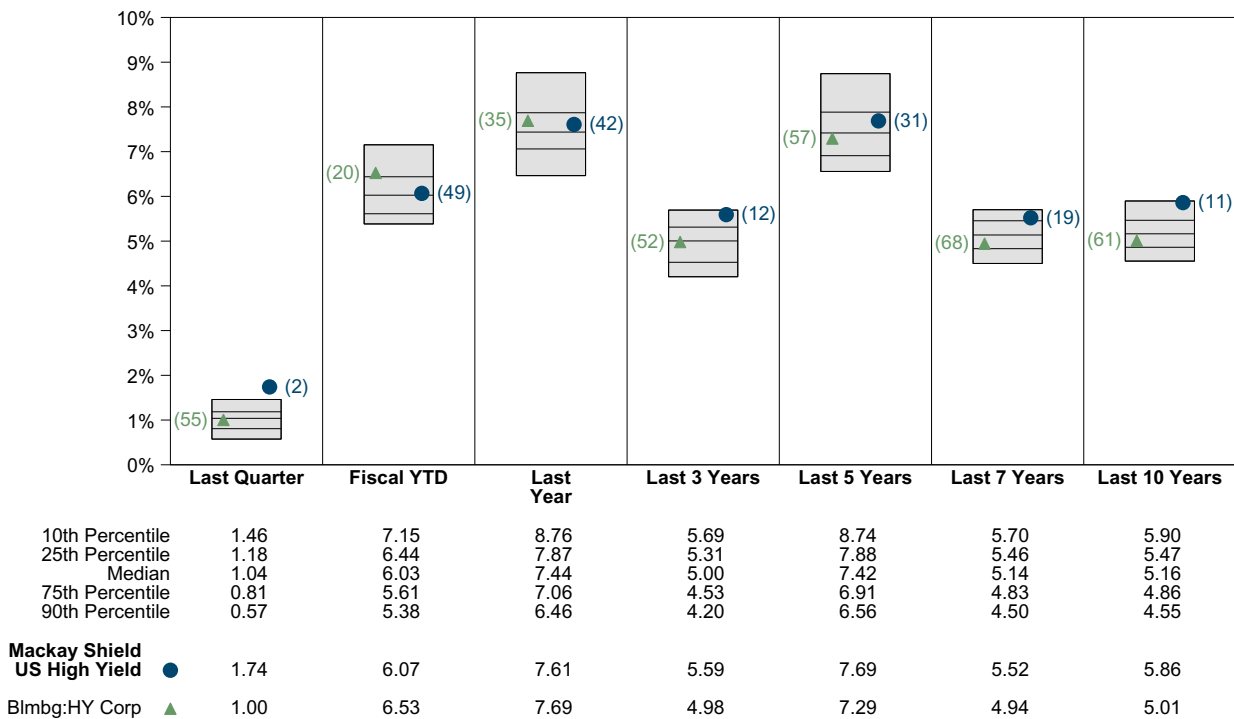 10%
9%
8%
7%
6%
5%
4%
3%
2%
1%
0%
(55)
(2)
(20)
(49)
(35)
(42)
(52)
(12)
(57)
(31)
(68)
(19)
(61)
(11)
Last Quarter Fiscal YTD Last Year Last 3 Years Last 5 Years Last 7 Years Last 10 Years
10th Percentile 1.46 7.15 8.76 5.69 8.74 5.70 5.90
25th Percentile 1.18 6.44 7.87 5.31 7.88 5.46 5.47
Median 1.04 6.03 7.44 5.00 7.42 5.14 5.16
75th Percentile 0.81 5.61 7.06 4.53 6.91 4.83 4.86
90th Percentile 0.57 5.38 6.46 4.20 6.56 4.50 4.55
Mackay Shield
US High Yield 1.74 6.07 7.61 5.59 7.69 5.52 5.86
Blmbg:HY Corp 1.00 6.53 7.69 4.98 7.29 4.94 5.01